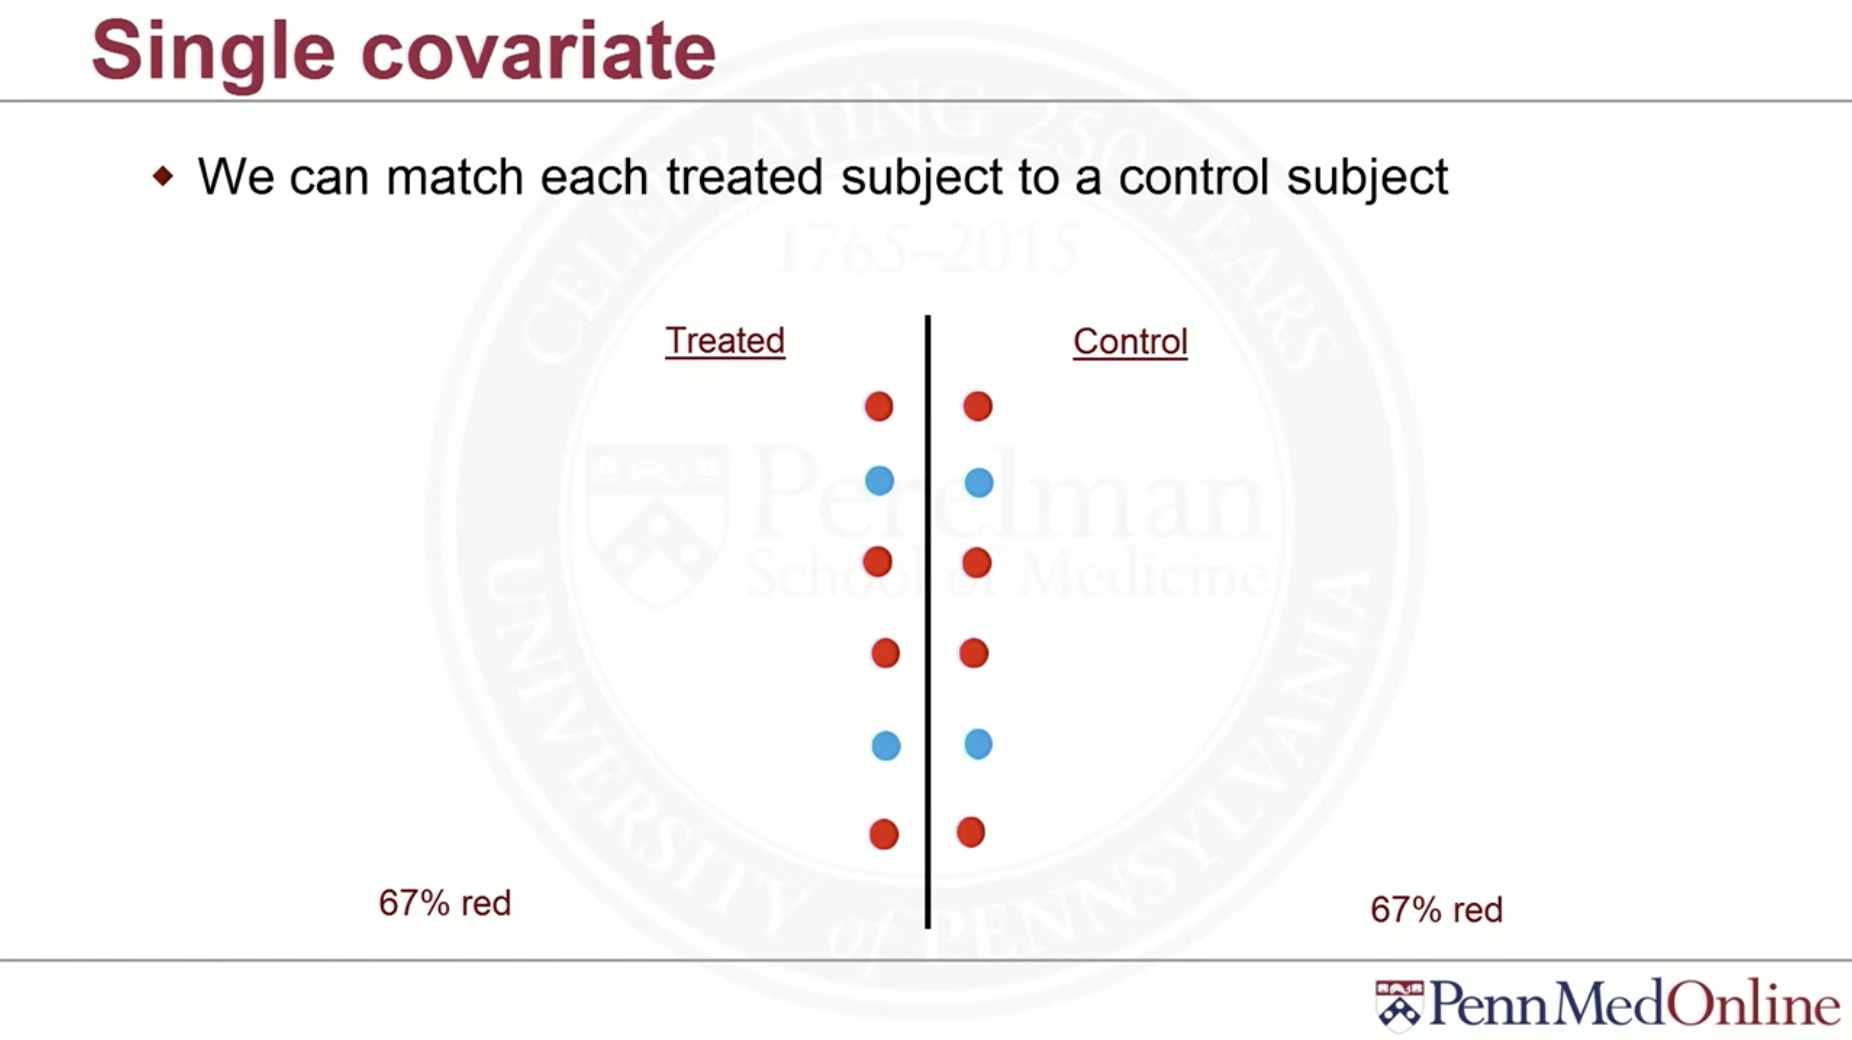 Single covariate
We can match each treated subject to a control subject
CELEBRATING 250 YEARS
1765–2015
Treated
Control
Perelman
School of Medicine
UNIVERSITY of PENNSYLVANIA
67% red
67% red
PennMedOnline